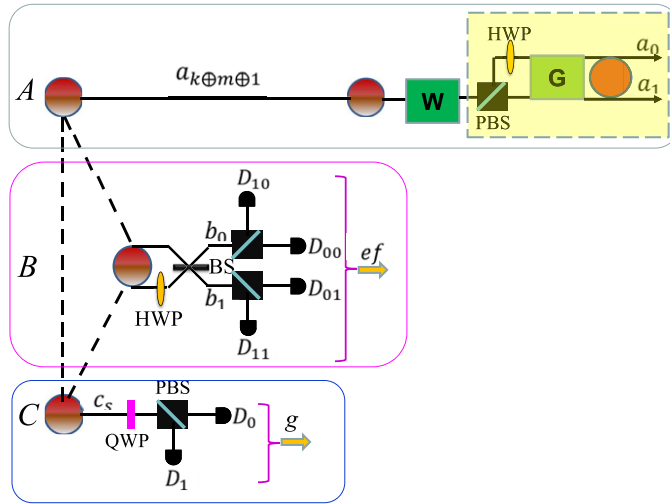 A
a_{k⊕m⊕1}
W
HWP
PBS
G
a_0
a_1
B
HWP
BS
b_0
b_1
D_{10}
D_{00}
D_{01}
D_{11}
ef
C
c_s
QWP
PBS
D_0
D_1
g